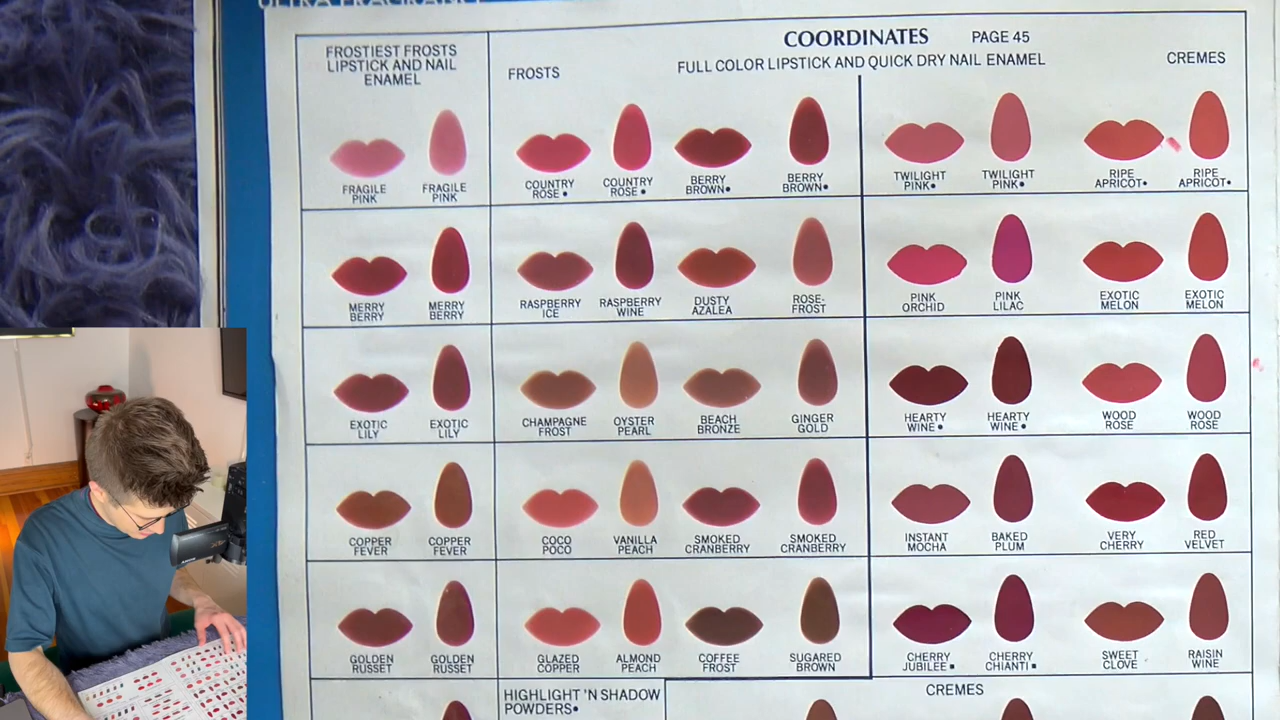 ULTRA FRAGRANCE
COORDINATES PAGE 45
FULL COLOR LIPSTICK AND QUICK DRY NAIL ENAMEL
FROSTIEST FROSTS
LIPSTICK AND NAIL
ENAMEL
FROSTS
CREMES
FRAGILE
PINK
FRAGILE
PINK
COUNTRY
ROSE •
COUNTRY
ROSE •
BERRY
BROWN•
BERRY
BROWN•
TWILIGHT
PINK•
TWILIGHT
PINK•
RIPE
APRICOT•
RIPE
APRICOT•
MERRY
BERRY
MERRY
BERRY
RASPBERRY
ICE
RASPBERRY
WINE
DUSTY
AZALEA
ROSE-
FROST
PINK
ORCHID
PINK
LILAC
EXOTIC
MELON
EXOTIC
MELON
EXOTIC
LILY
EXOTIC
LILY
CHAMPAGNE
FROST
OYSTER
PEARL
BEACH
BRONZE
GINGER
GOLD
HEARTY
WINE •
HEARTY
WINE •
WOOD
ROSE
WOOD
ROSE
COPPER
FEVER
COPPER
FEVER
COCO
POCO
VANILLA
PEACH
SMOKED
CRANBERRY
SMOKED
CRANBERRY
INSTANT
MOCHA
BAKED
PLUM
VERY
CHERRY
RED
VELVET
GOLDEN
RUSSET
GOLDEN
RUSSET
GLAZED
COPPER
ALMOND
PEACH
COFFEE
FROST
SUGARED
BROWN
CHERRY
JUBILEE ▪
CHERRY
CHIANTI ▪
SWEET
CLOVE
RAISIN
WINE
HIGHLIGHT 'N SHADOW
POWDERS•
CREMES